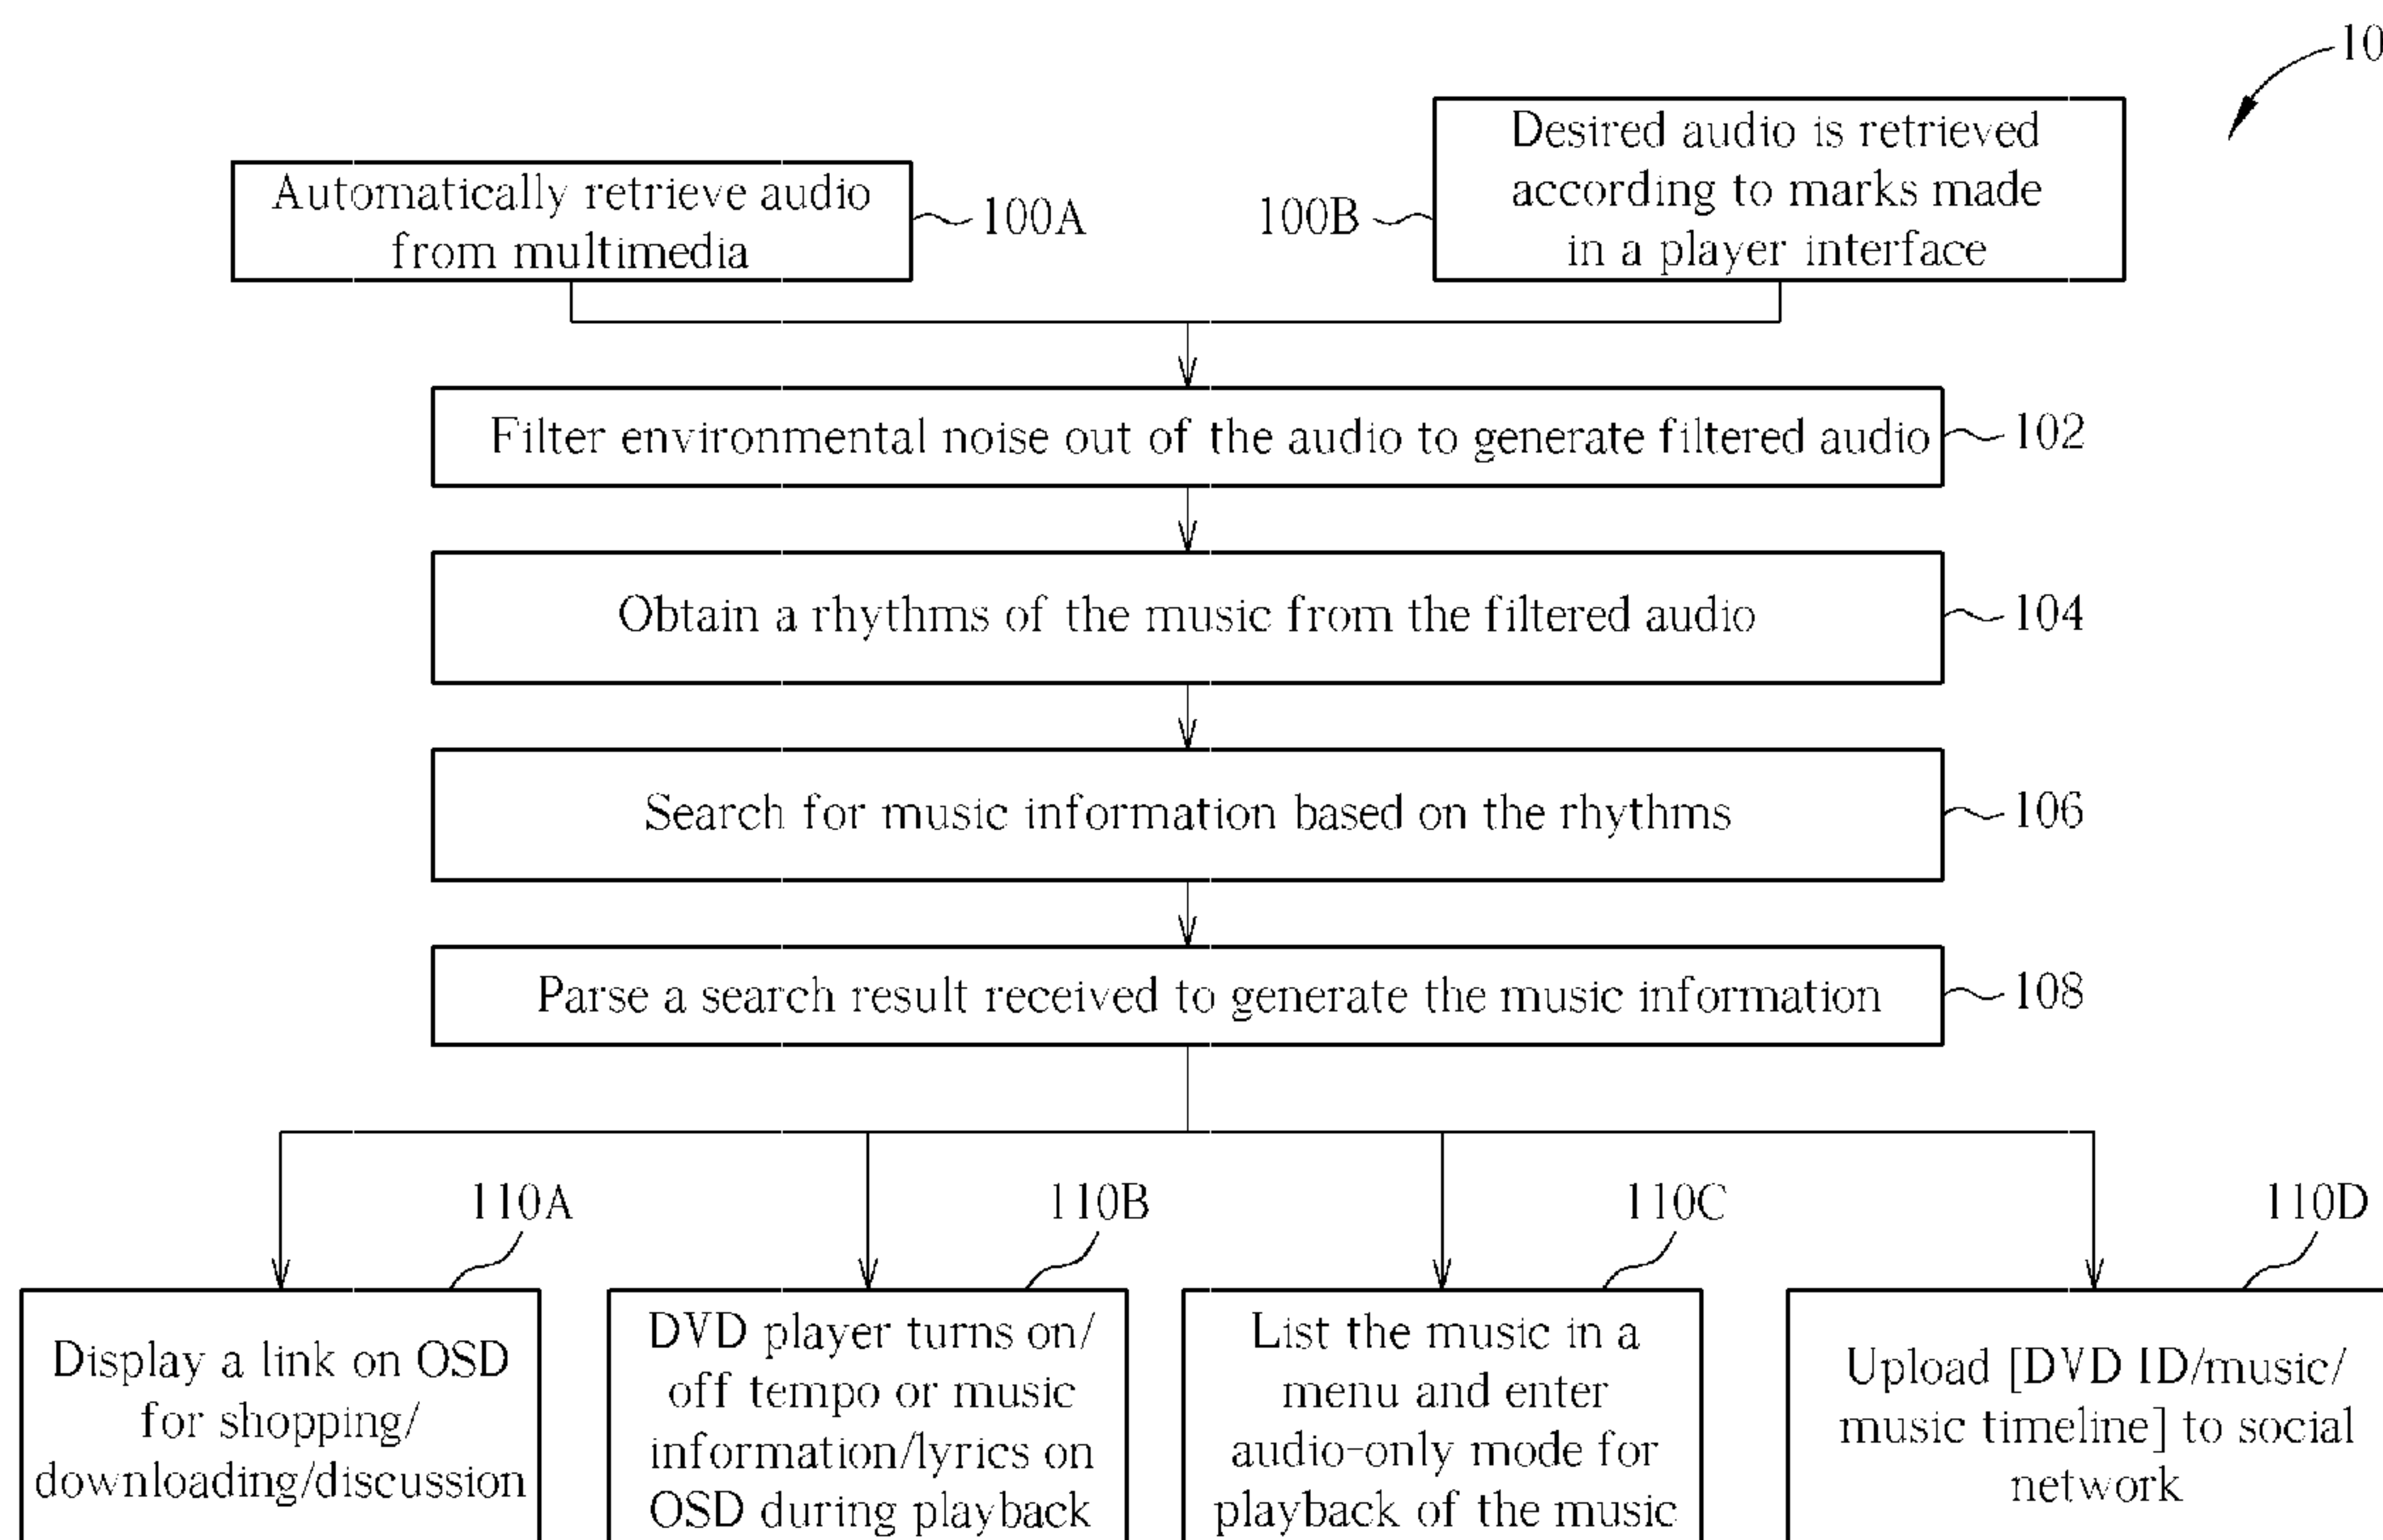 10
Automatically retrieve audio
from multimedia
100A
100B
Desired audio is retrieved
according to marks made
in a player interface
Filter environmental noise out of the audio to generate filtered audio
102
Obtain a rhythms of the music from the filtered audio
104
Search for music information based on the rhythms
106
Parse a search result received to generate the music information
108
110A
110B
110C
110D
Display a link on OSD
for shopping/
downloading/discussion
DVD player turns on/
off tempo or music
information/lyrics on
OSD during playback
List the music in a
menu and enter
audio-only mode for
playback of the music
Upload [DVD ID/music/
music timeline] to social
network